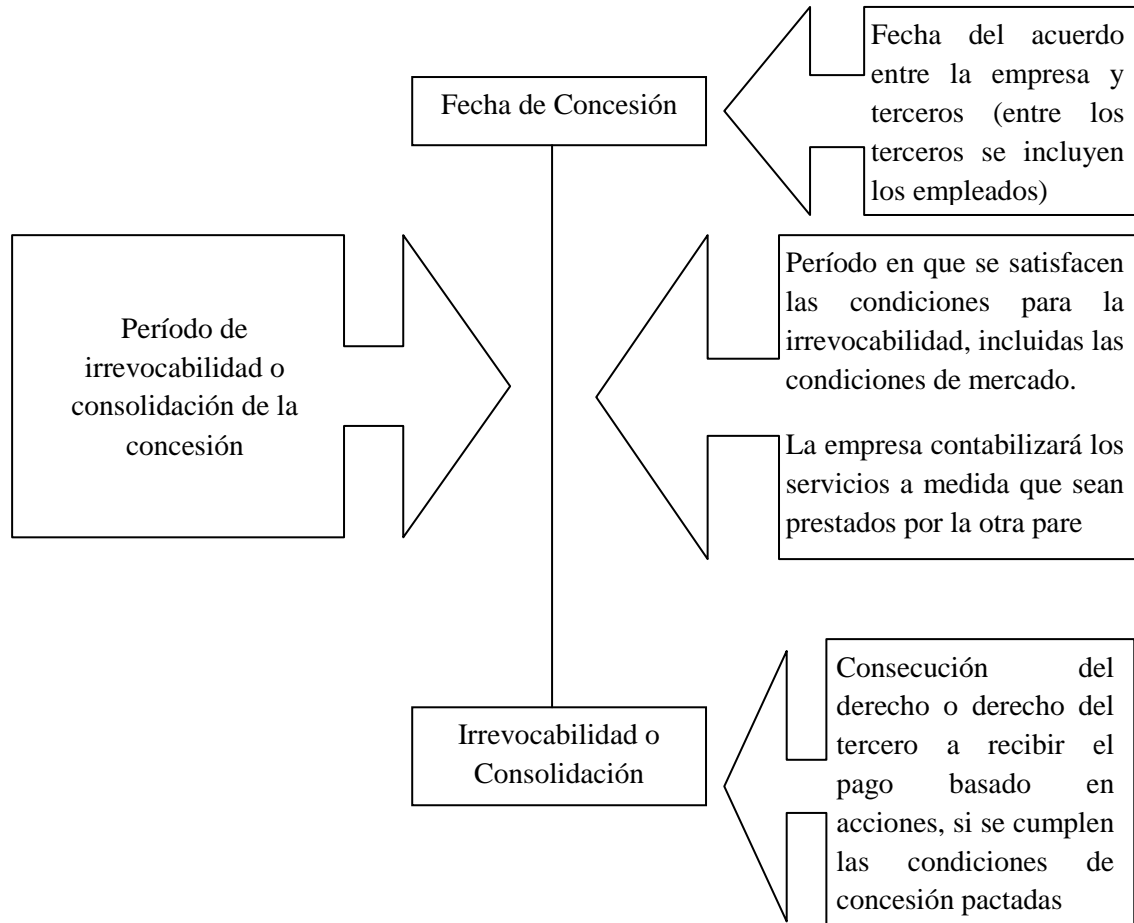 Fecha de Concesión
Fecha del acuerdo
entre la empresa y
terceros (entre los
terceros se incluyen
los empleados)
Período de
irrevocabilidad o
consolidación de la
concesión
Período en que se satisfacen
las condiciones para la
irrevocabilidad, incluidas las
condiciones de mercado.
La empresa contabilizará los
servicios a medida que sean
prestados por la otra pare
Irrevocabilidad o
Consolidación
Consecución del
derecho o derecho del
tercero a recibir el
pago basado en
acciones, si se cumplen
las condiciones de
concesión pactadas